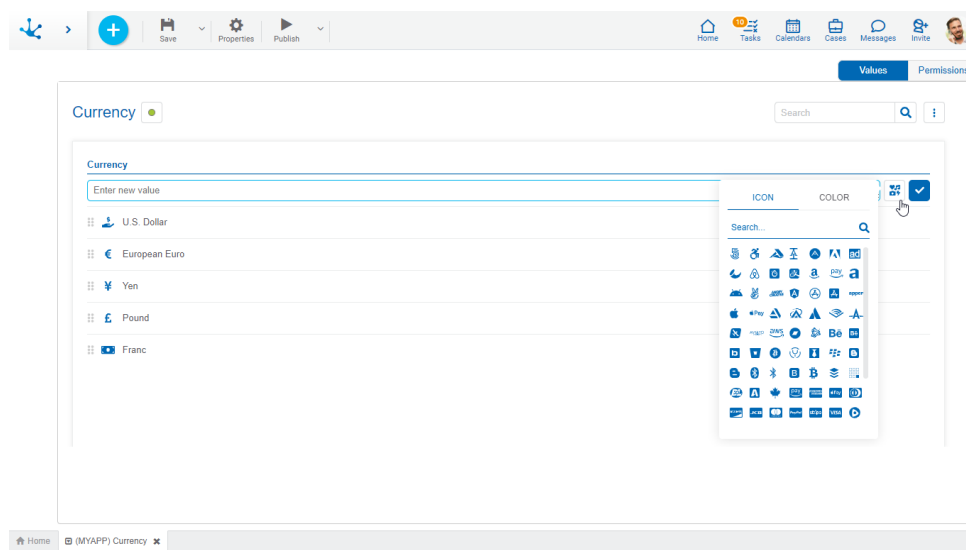 10
Save
Properties
Publish
Home
Tasks
Calendars
Cases
Messages
Invite
Values
Permissions
Currency
Search
Currency
Enter new value
U.S. Dollar
European Euro
Yen
Pound
Franc
ICON
COLOR
Search...
Home
(MYAPP) Currency